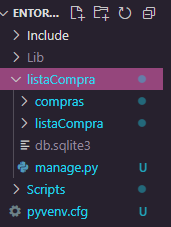 ENTOR...
Include
Lib
listaCompra
compras
listaCompra
db.sqlite3
manage.py U
Scripts
pyvenv.cfg U